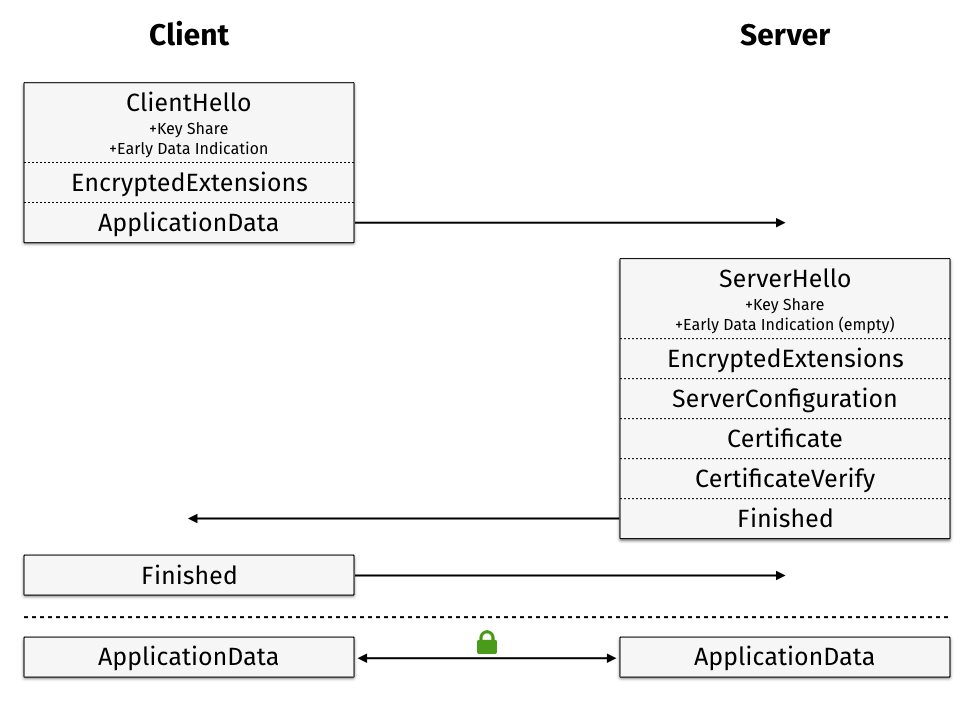 Client
Server
ClientHello
+Key Share
+Early Data Indication
EncryptedExtensions
ApplicationData
ServerHello
+Key Share
+Early Data Indication (empty)
EncryptedExtensions
ServerConfiguration
Certificate
CertificateVerify
Finished
Finished
ApplicationData
ApplicationData